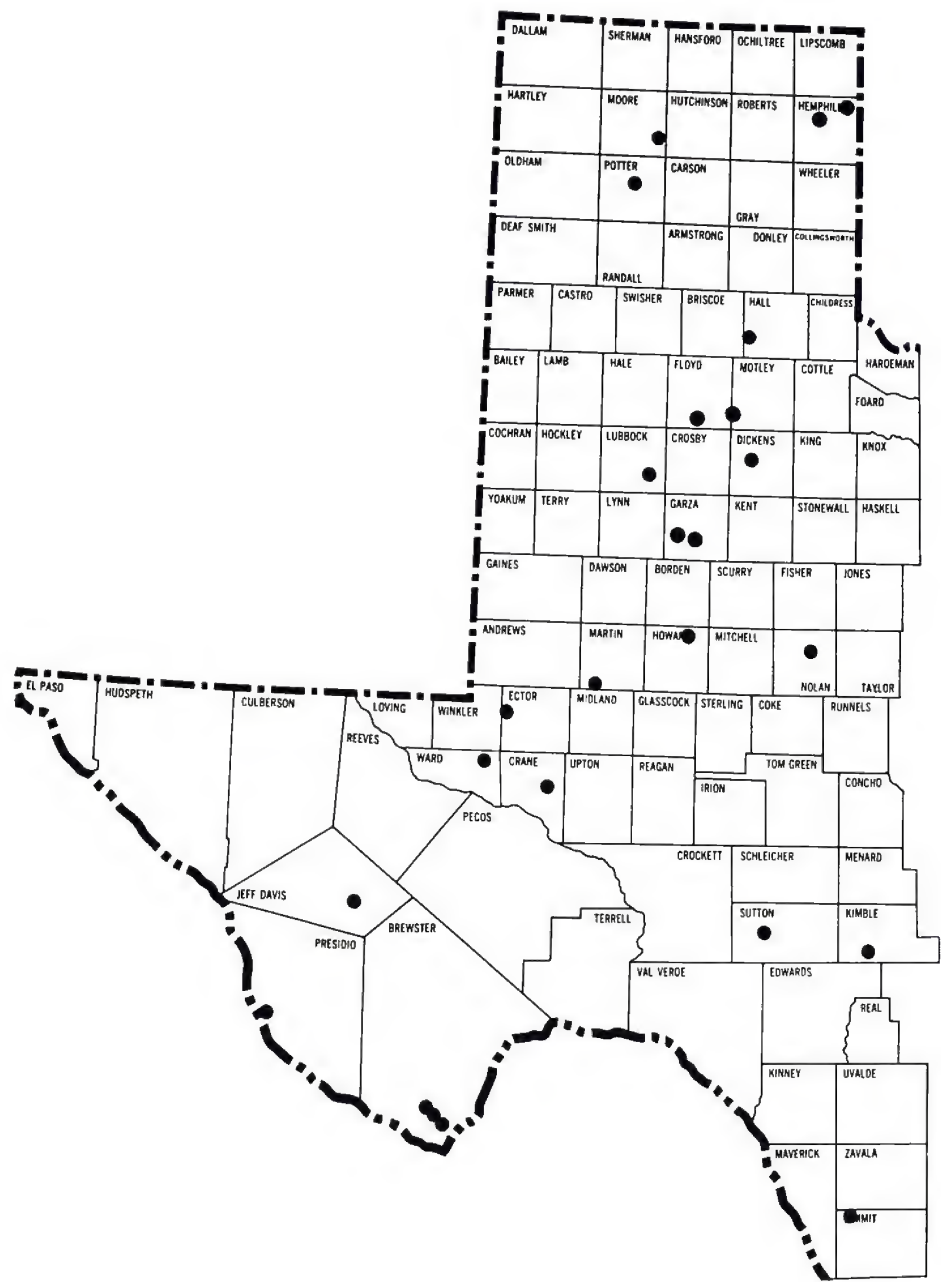 DALLAM SHERMAN HANSFORD OCHILTREE LIPSCOMB
HARTLEY MOORE HUTCHINSON ROBERTS HEMPHILL
OLDHAM POTTER CARSON WHEELER
GRAY
DEAF SMITH ARMSTRONG DONLEY COLLINGSWORTH
RANDALL
PARMER CASTRO SWISHER BRISCOE HALL CHILDRESS
HARDEMAN
BAILEY LAMB HALE FLOYD MOTLEY COTTLE
FOARD
COCHRAN HOCKLEY LUBBOCK CROSBY DICKENS KING KNOX
YOAKUM TERRY LYNN GARZA KENT STONEWALL HASKELL
GAINES DAWSON BORDEN SCURRY FISHER JONES
ANDREWS MARTIN HOWARD MITCHELL
NOLAN TAYLOR
EL PASO HUDSPETH CULBERSON LOVING WINKLER ECTOR MIDLAND GLASSCOCK STERLING COKE RUNNELS
REEVES
WARD CRANE UPTON REAGAN TOM GREEN
IRION CONCHO
PECOS
CROCKETT SCHLEICHER MENARD
JEFF DAVIS
BREWSTER TERRELL SUTTON KIMBLE
PRESIDIO
VAL VERDE EDWARDS
REAL
KINNEY UVALDE
MAVERICK ZAVALA